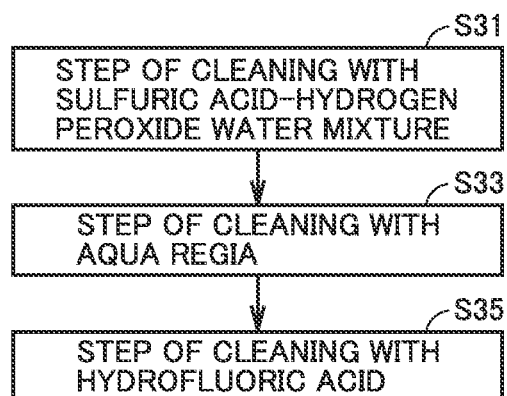 S31
STEP OF CLEANING WITH
SULFURIC ACID-HYDROGEN
PEROXIDE WATER MIXTURE
S33
STEP OF CLEANING WITH
AQUA REGIA
S35
STEP OF CLEANING WITH
HYDROFLUORIC ACID